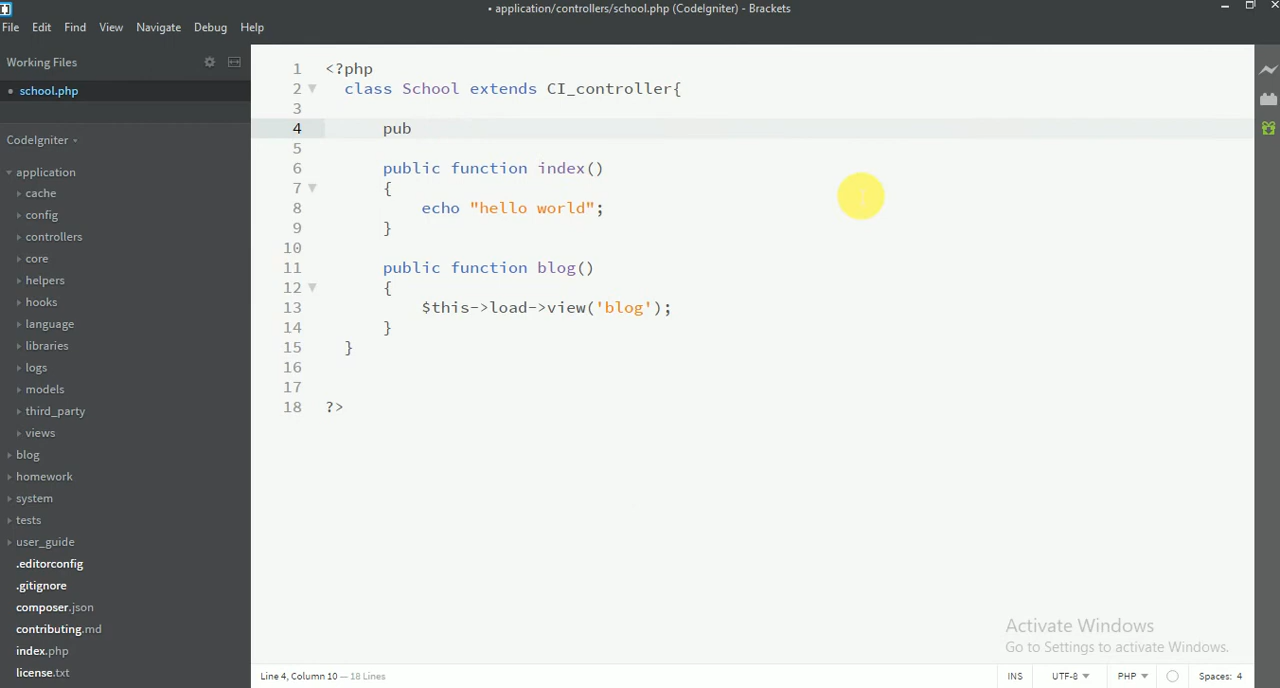 • application/controllers/school.php (CodeIgniter) - Brackets
File Edit Find View Navigate Debug Help
Working Files
• school.php
CodeIgniter
application
cache
config
controllers
core
helpers
hooks
language
libraries
logs
models
third_party
views
blog
homework
system
tests
user_guide
.editorconfig
.gitignore
composer.json
contributing.md
index.php
license.txt
1 <?php
2 class School extends CI_controller{
3
4 pub
5
6 public function index()
7 {
8 echo "hello world";
9 }
10
11 public function blog()
12 {
13 $this->load->view('blog');
14 }
15 }
16
17
18 ?>
Activate Windows
Go to Settings to activate Windows.
Line 4, Column 10 — 18 Lines
INS UTF-8 PHP Spaces: 4